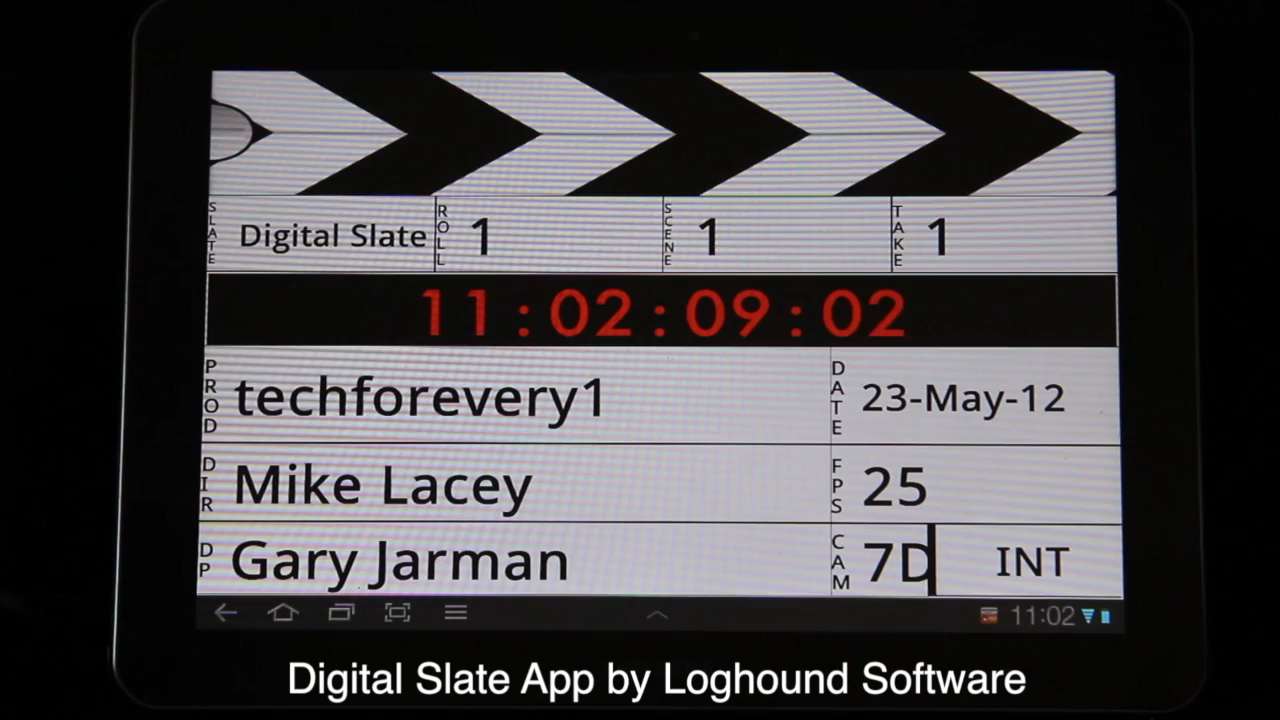 SLATE Digital Slate ROLL 1 SCENE 1 TAKE 1
11:02:09:02
PROD techforevery1 DATE 23-May-12
DIR Mike Lacey FPS 25
DP Gary Jarman CAM 7D INT
11:02
Digital Slate App by Loghound Software